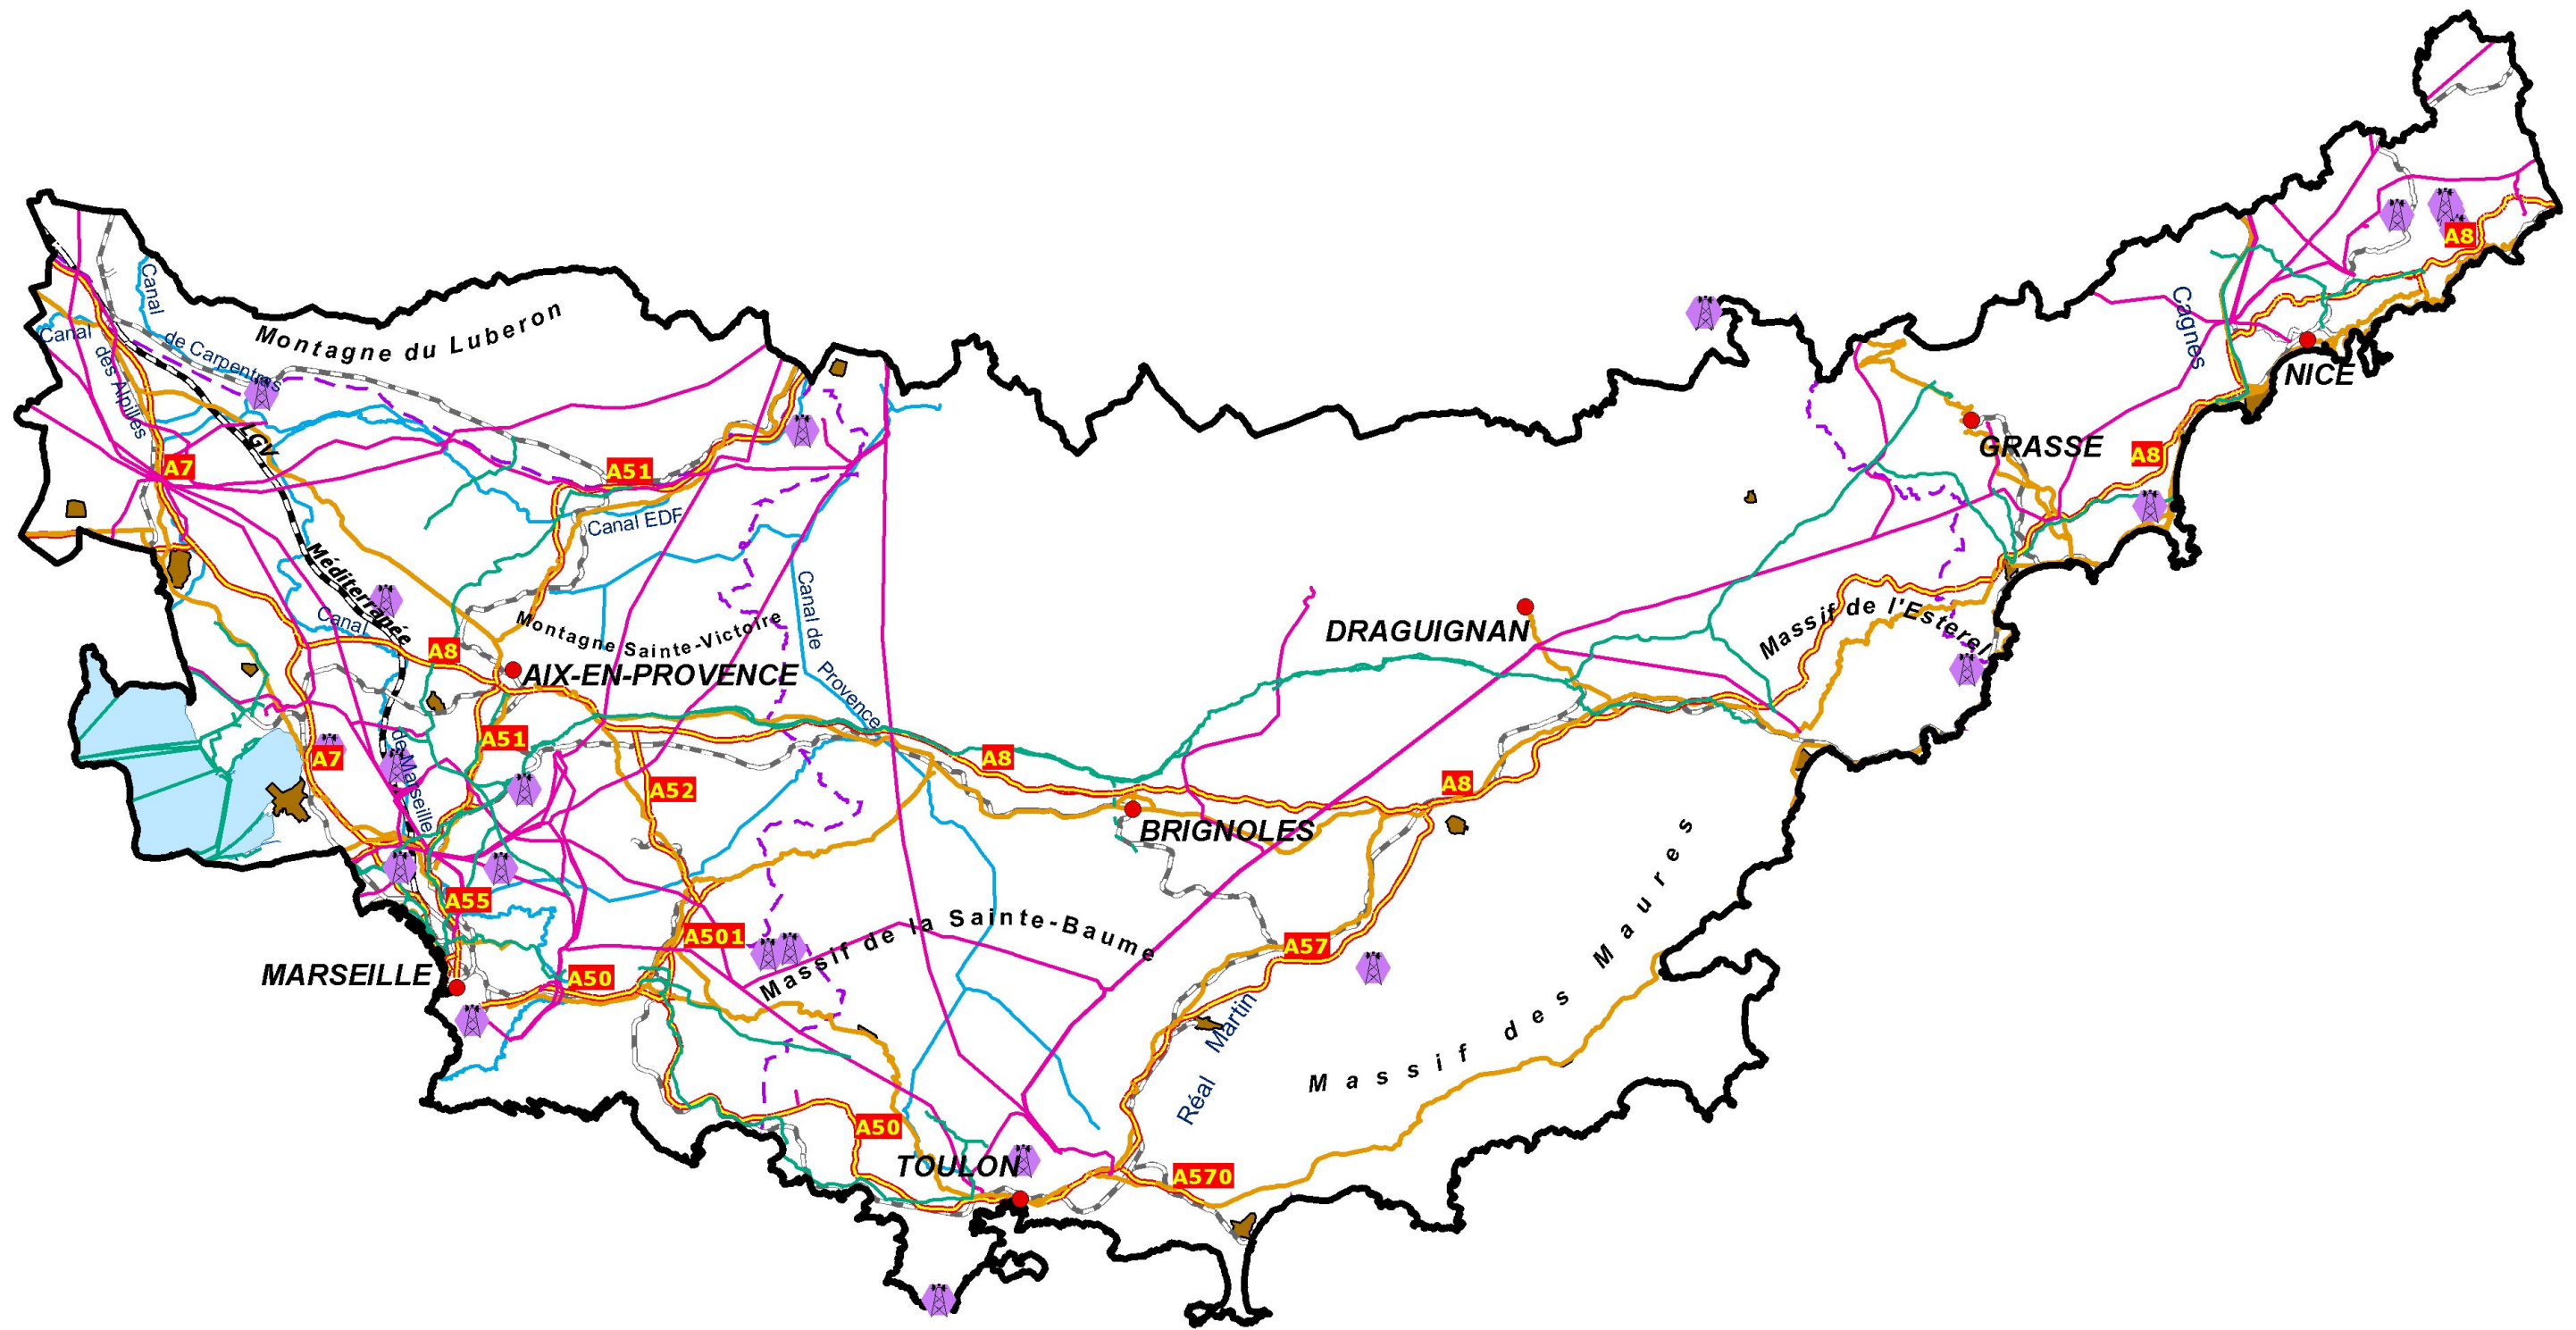 A8
Canal
de Carpentras
Montagne du Luberon
Canal
des Alpilles
Cagnes
NICE
LGV
GRASSE
A8
A7
A51
Canal EDF
Méditerranée
Canal
de Marseille
Montagne Sainte-Victoire
Canal de Provence
Massif de l'Esterel
DRAGUIGNAN
A8
AIX-EN-PROVENCE
A51
A7
A8
A8
A52
BRIGNOLES
A55
A501
Massif de la Sainte-Baume
A57
MARSEILLE
A50
Réal Martin
Massif des Maures
A50
TOULON
A570